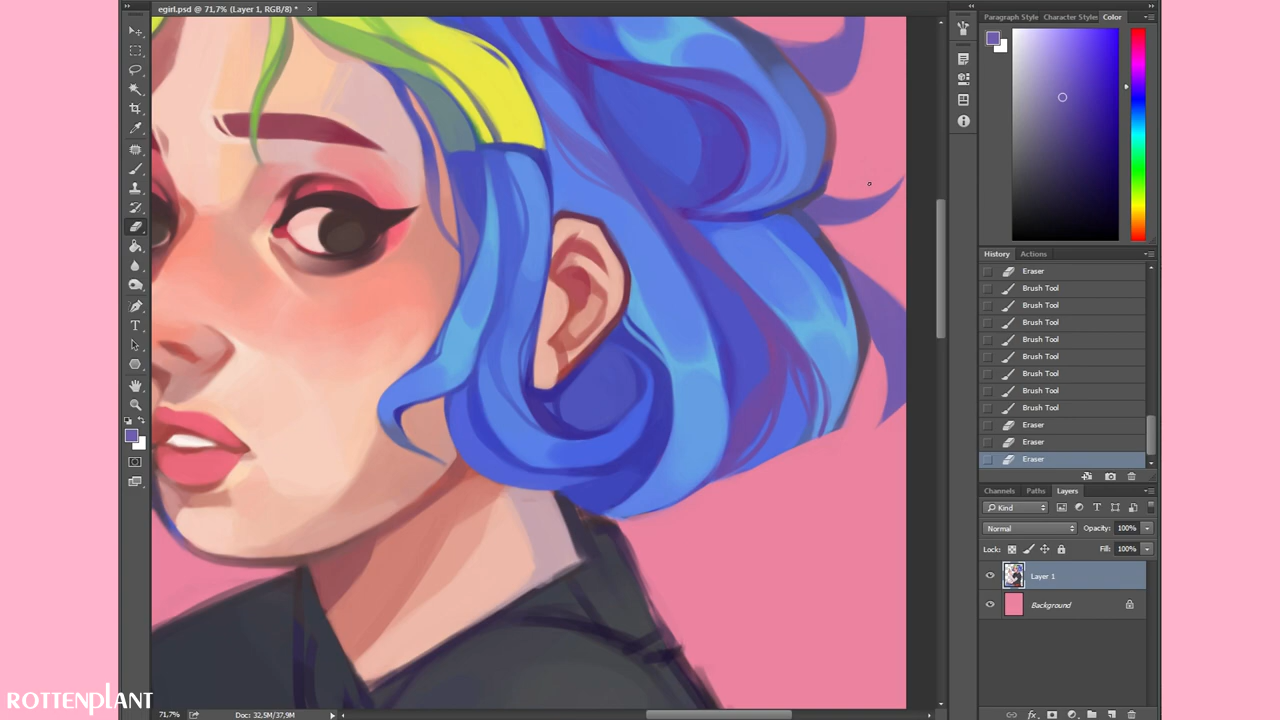 egirl.psd @ 71,7% (Layer 1, RGB/8) * ×
Paragraph Style Character Styles Color
History Actions
Eraser
Brush Tool
Brush Tool
Brush Tool
Brush Tool
Brush Tool
Brush Tool
Brush Tool
Brush Tool
Eraser
Eraser
Eraser
Channels Paths Layers
Kind
Normal Opacity: 100%
Lock: Fill: 100%
Layer 1
Background
ROTTENPLANT
71,7% Doc: 32,5M/37,9M